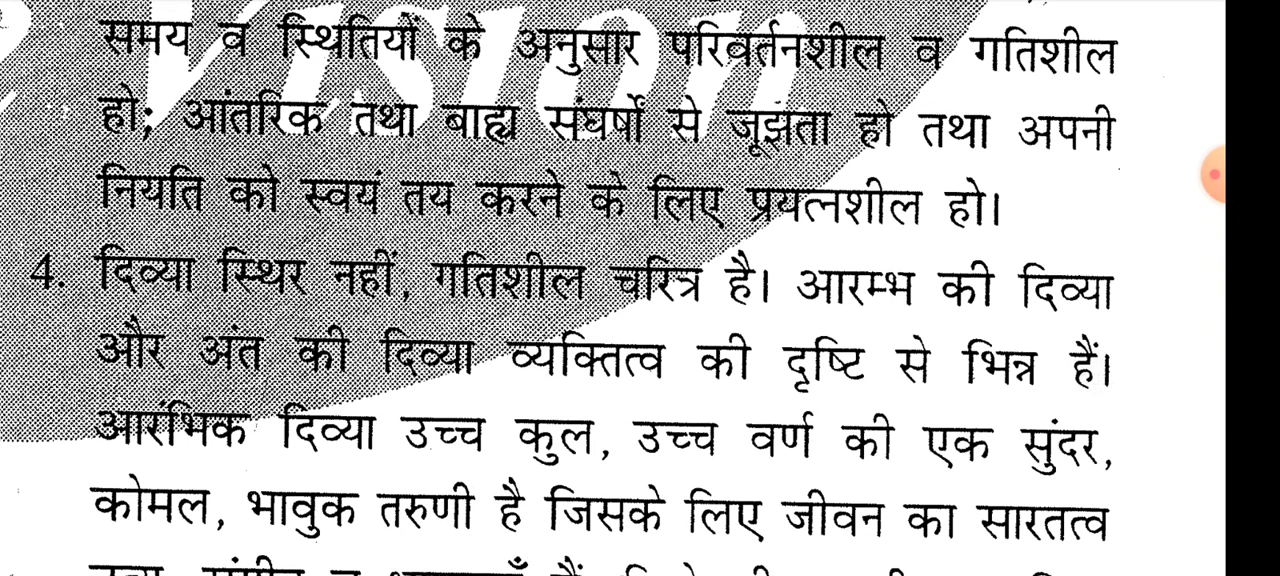 समय व स्थितियों के अनुसार परिवर्तनशील व गतिशील
हो; आंतरिक तथा बाह्य संघर्षों से जूझता हो तथा अपनी
नियति को स्वयं तय करने के लिए प्रयत्नशील हो।
4. दिव्या स्थिर नहीं, गतिशील चरित्र है। आरम्भ की दिव्या
और अंत की दिव्या व्यक्तित्व की दृष्टि से भिन्न हैं।
आरंभिक दिव्या उच्च कुल, उच्च वर्ण की एक सुंदर,
कोमल, भावुक तरुणी है जिसके लिए जीवन का सारतत्व